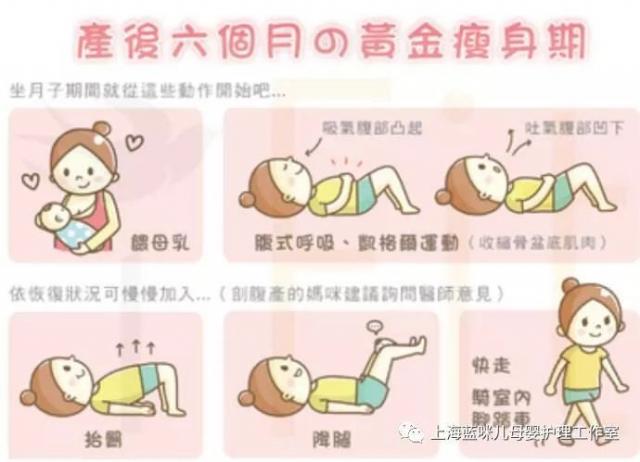 產後六個月の黃金瘦身期
坐月子期間就從這些動作開始吧...
吸氣腹部凸起
吐氣腹部凹下
餵母乳
腹式呼吸、凱格爾運動（收縮骨盆底肌肉）
依恢復狀況可慢慢加入...（剖腹產的媽咪建議詢問醫師意見）
抬臀
擡腿
快走
騎室內
腳踏車
上海蓝咪儿母婴护理工作室